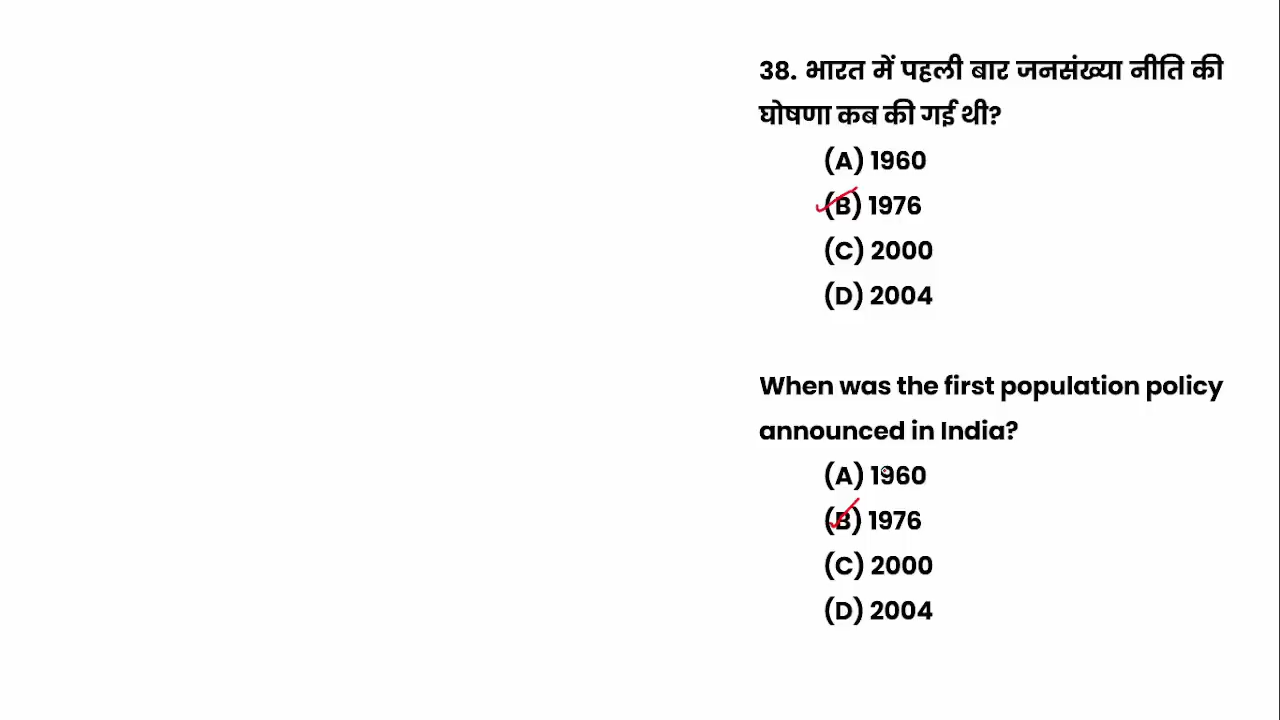 38. भारत में पहली बार जनसंख्या नीति की
घोषणा कब की गई थी?
(A) 1960
(B) 1976
(C) 2000
(D) 2004
When was the first population policy
announced in India?
(A) 1960
(B) 1976
(C) 2000
(D) 2004